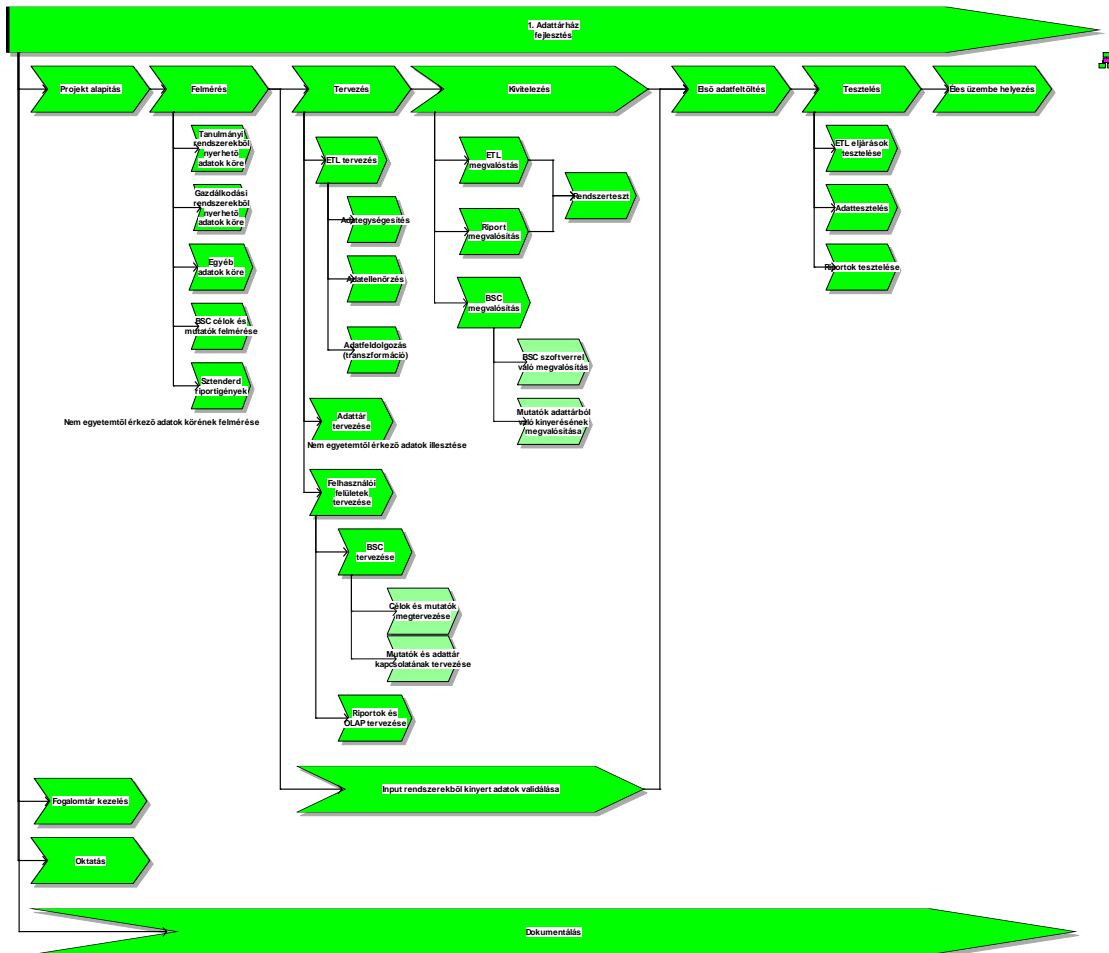 1. Adattárház
fejlesztés
Projekt alapítás
Felmérés
Tervezés
Kivitelezés
Első adatfeltöltés
Tesztelés
Éles üzembe helyezés
Tanulmányi
rendszerekből
nyerhető
adatok köre
Gazdálkodási
rendszerekből
nyerhető
adatok köre
Egyéb
adatok köre
BSC célok és
mutatók felmérése
Sztenderd
riportigények
Nem egyetemtől érkező adatok körének felmérése
ETL tervezés
Adategységesítés
Adatellenőrzés
Adatfeldolgozás
(transzformáció)
Adattár
tervezése
Nem egyetemtől érkező adatok illesztése
Felhasználói
felületek
tervezése
BSC
tervezése
Célok és mutatók
megtervezése
Mutatók és adattár
kapcsolatának tervezése
Riportok és
OLAP tervezése
ETL
megvalóstás
Riport
megvalósítás
Rendszerteszt
BSC
megvalósítás
BSC szoftverrel
való megvalósítás
Mutatók adattárból
való kinyerésének
megvalósítása
ETL eljárások
tesztelése
Adattesztelés
Riportok tesztelése
Input rendszerekből kinyert adatok validálása
Fogalomtár kezelés
Oktatás
Dokumentálás